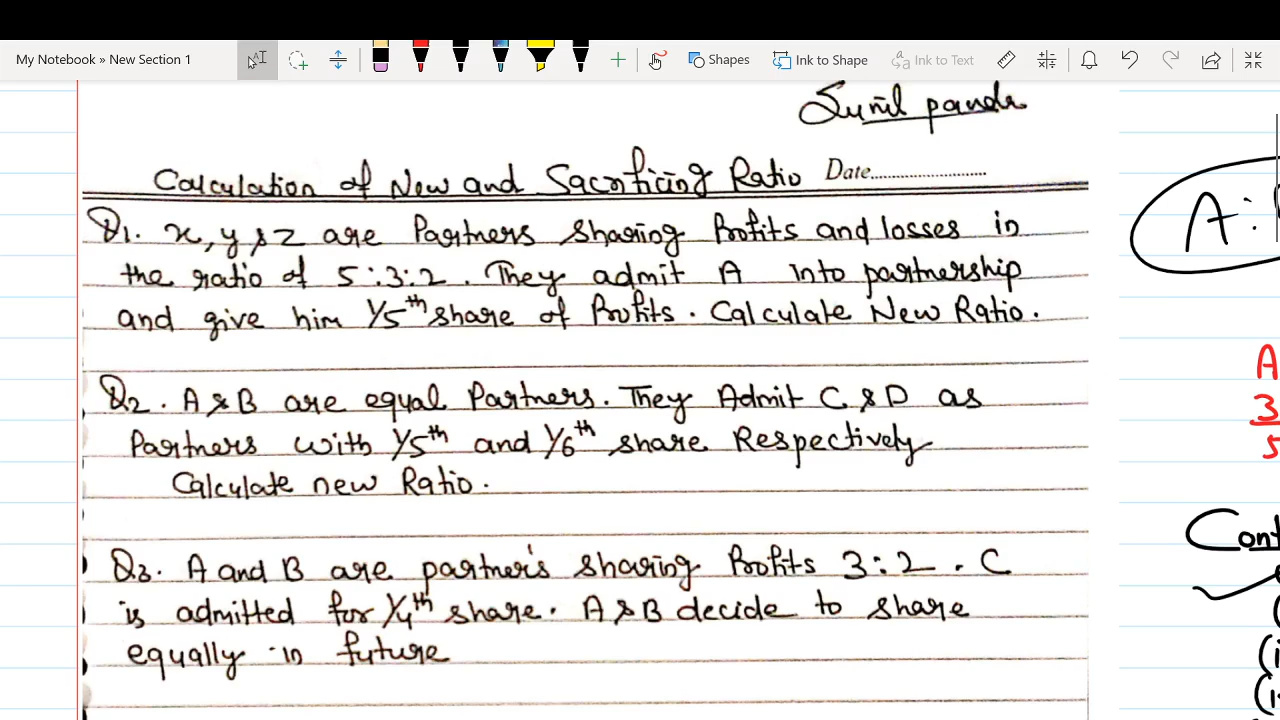 My Notebook » New Section 1
Shapes
Ink to Shape
Ink to Text
Sunil panda
Calculation of New and Sacrificing Ratio Date
Q1. x, y & z are Partners sharing Profits and losses in
the ratio of 5:3:2. They admit A into partnership
and give him 1/5th share of Profits. Calculate New Ratio.
Q2. A & B are equal Partners. They Admit C & D as
Partners with 1/5th and 1/6th share Respectively
Calculate new Ratio.
Q3. A and B are partner's sharing Profits 3:2. C
is admitted for 1/4th share. A & B decide to share
equally in future
A:
A
3
5
Cont